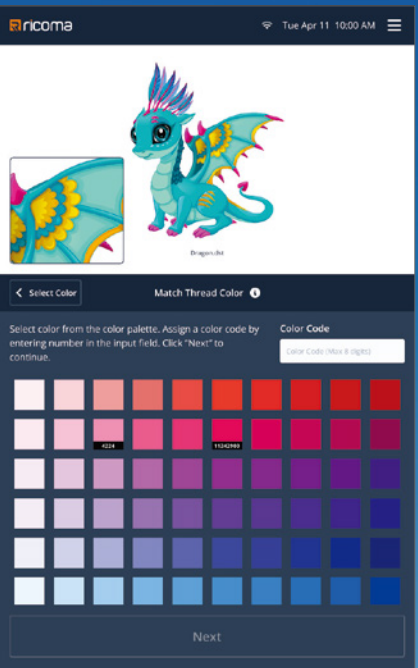 ricoma
Tue Apr 11 10:00 AM
Dragon.dst
Select Color
Match Thread Color
Select color from the color palette. Assign a color code by
entering number in the input field. Click "Next" to
continue.
Color Code
Color Code (Max 8 digits)
4224
11242980
Next